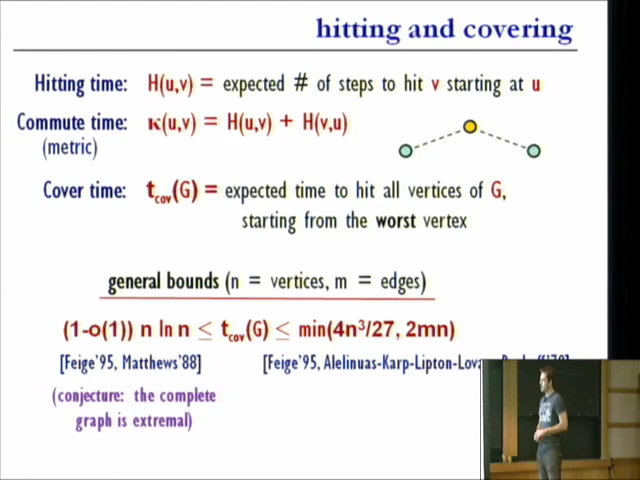 hitting and covering
Hitting time: H(u,v) = expected # of steps to hit v starting at u
Commute time: κ(u,v) = H(u,v) + H(v,u)
(metric)
Cover time: t_cov(G) = expected time to hit all vertices of G,
starting from the worst vertex
general bounds (n = vertices, m = edges)
(1-o(1)) n ln n ≤ t_cov(G) ≤ min(4n³/27, 2mn)
[Feige'95, Matthews'88] [Feige'95, Alelinuas-Karp-Lipton-Lova
(conjecture: the complete
graph is extremal)